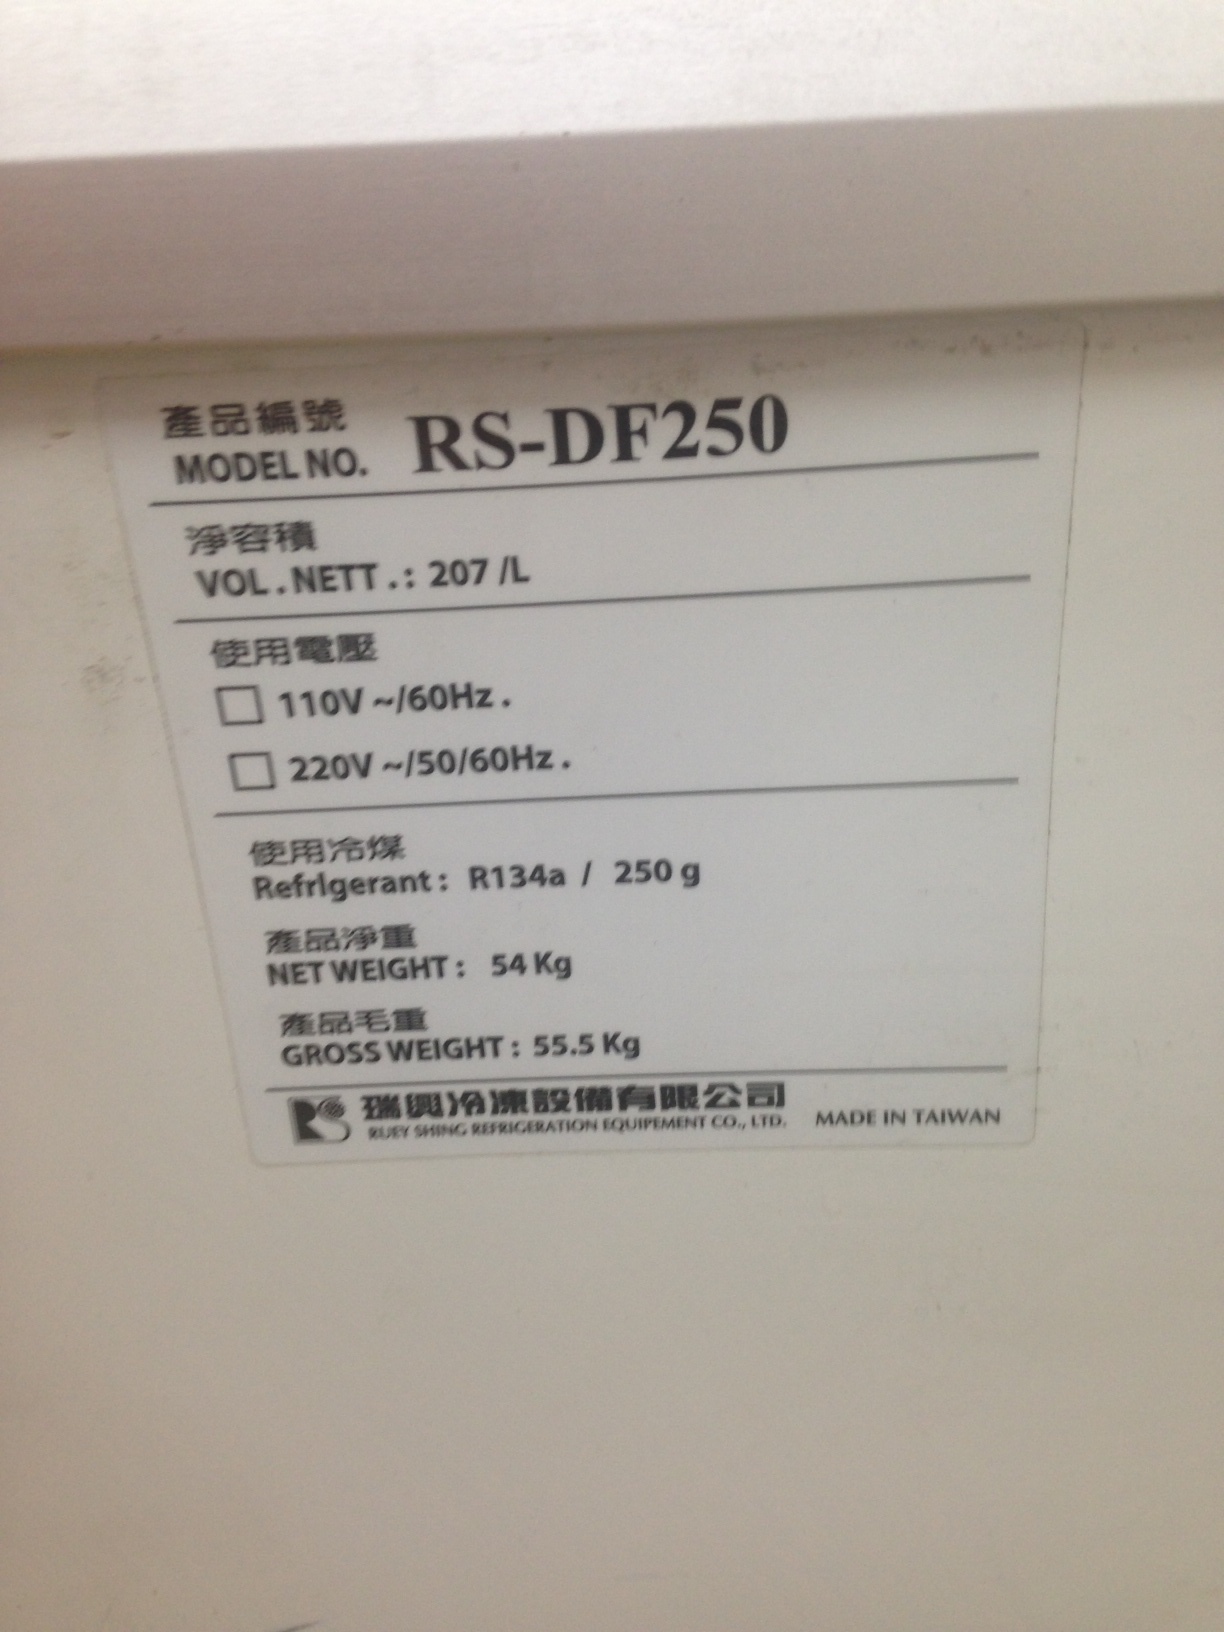 產品編號
MODEL NO. RS-DF250
淨容積
VOL.NETT.: 207 /L
使用電壓
☐ 110V ~/60Hz.
☐ 220V ~/50/60Hz.
使用冷煤
Refrigerant: R134a / 250 g
產品淨重
NET WEIGHT: 54 Kg
產品毛重
GROSS WEIGHT: 55.5 Kg
RS 瑞興冷凍設備有限公司
RUEY SHING REFRIGERATION EQUIPEMENT CO., LTD. MADE IN TAIWAN